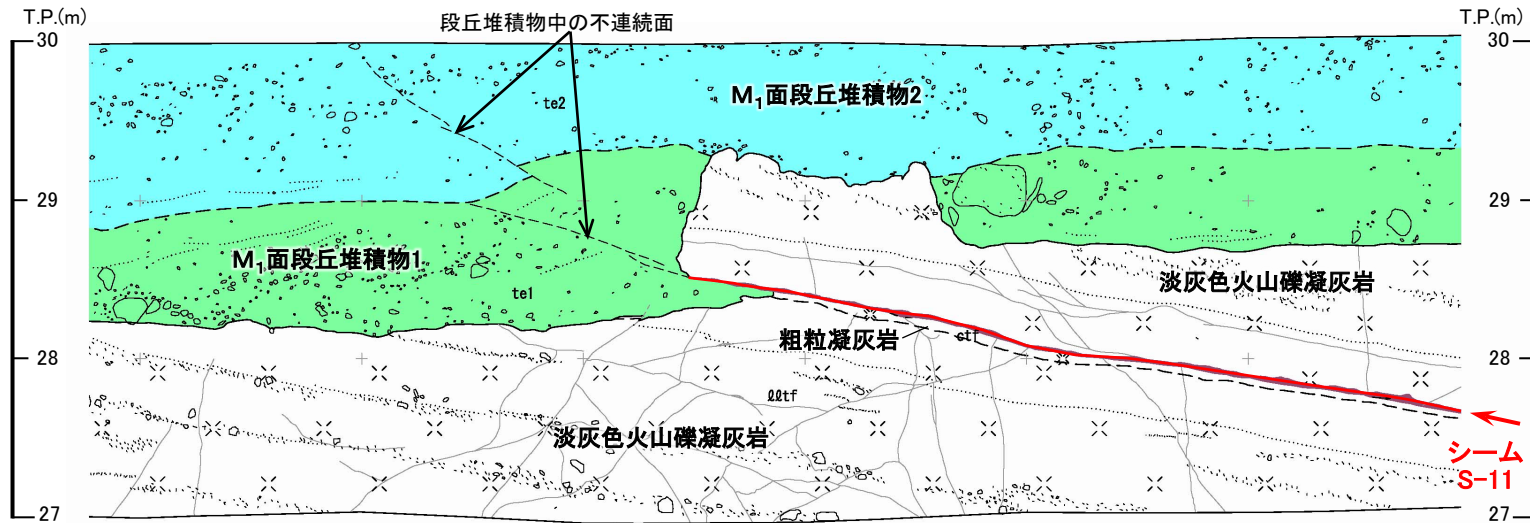 T.P.(m)
段丘堆積物中の不連続面
T.P.(m)
30
30
M₁面段丘堆積物2
te2
29
29
M₁面段丘堆積物1
te1
淡灰色火山礫凝灰岩
粗粒凝灰岩
ctf
28
28
ℓℓtf
淡灰色火山礫凝灰岩
シーム
S-11
27
27